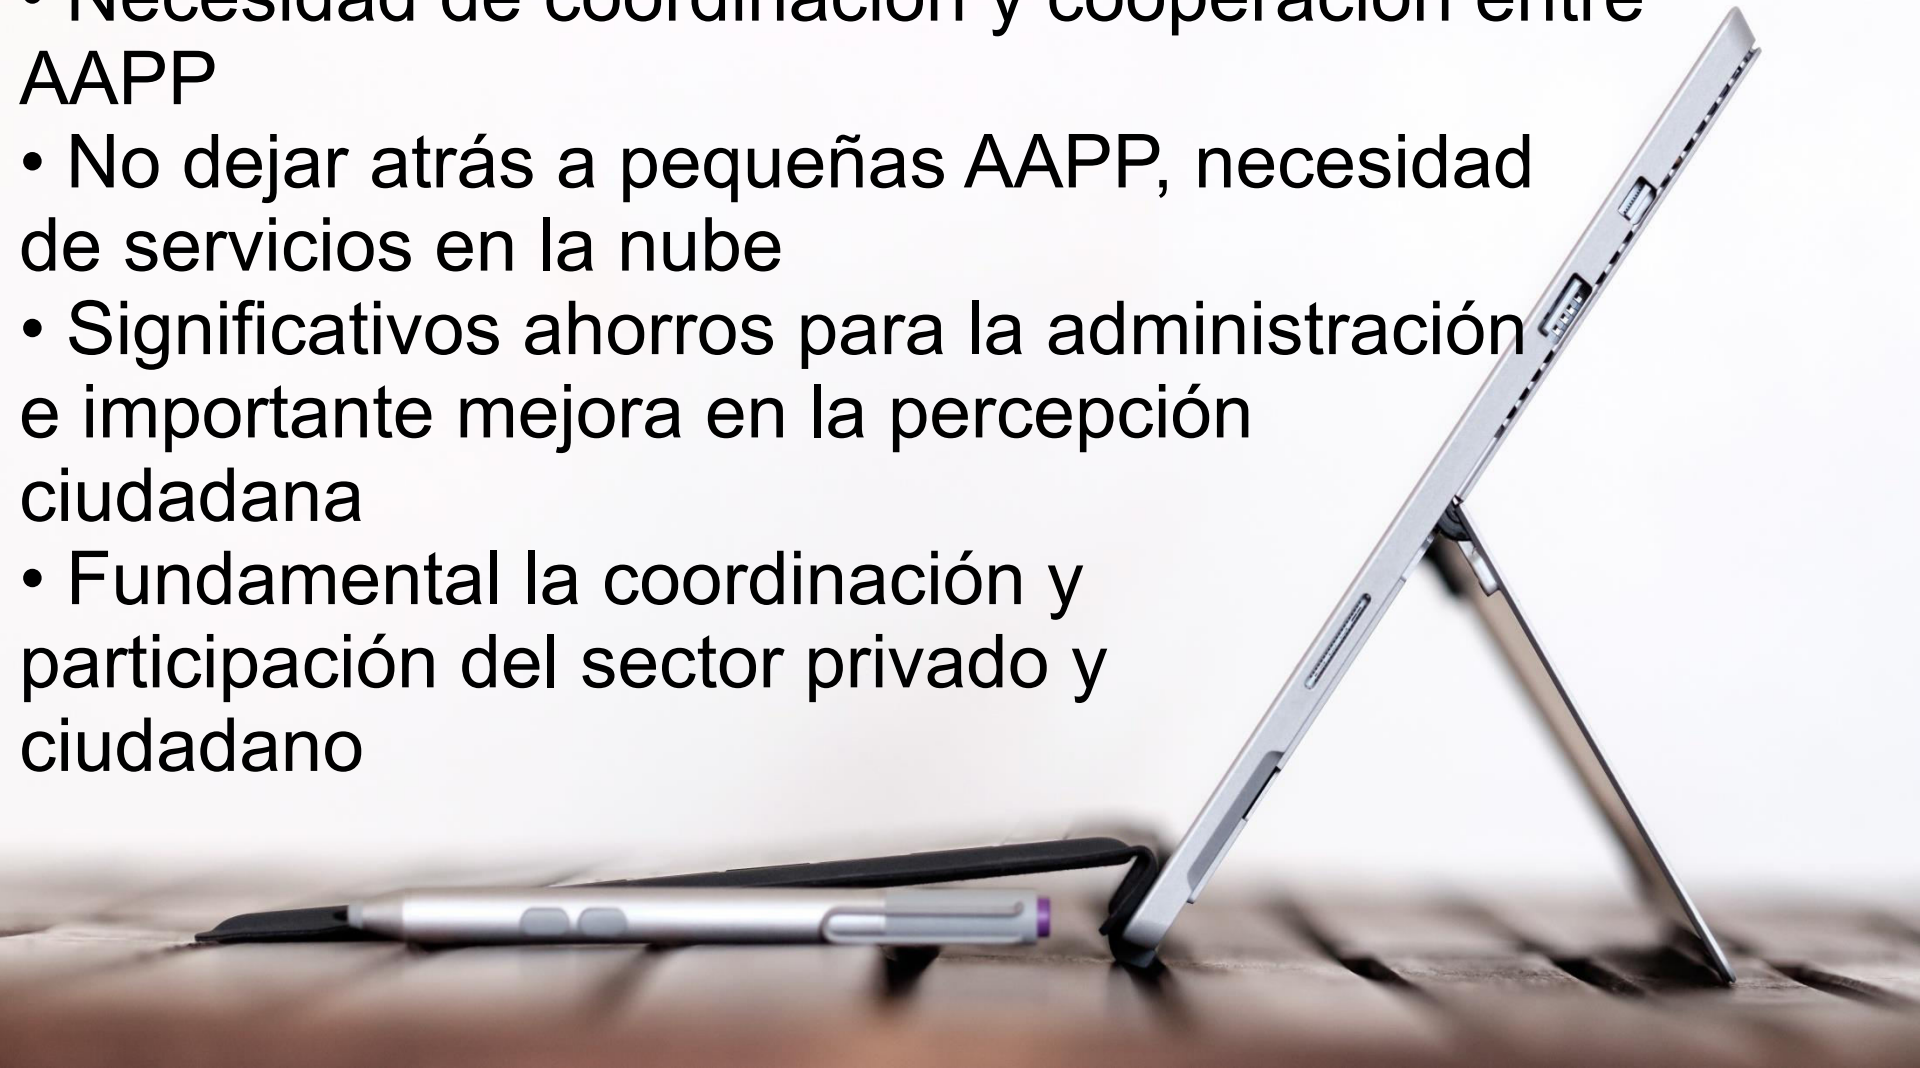 • Necesidad de coordinación y cooperación entre
AAPP
• No dejar atrás a pequeñas AAPP, necesidad
de servicios en la nube
• Significativos ahorros para la administración
e importante mejora en la percepción
ciudadana
• Fundamental la coordinación y
participación del sector privado y
ciudadano